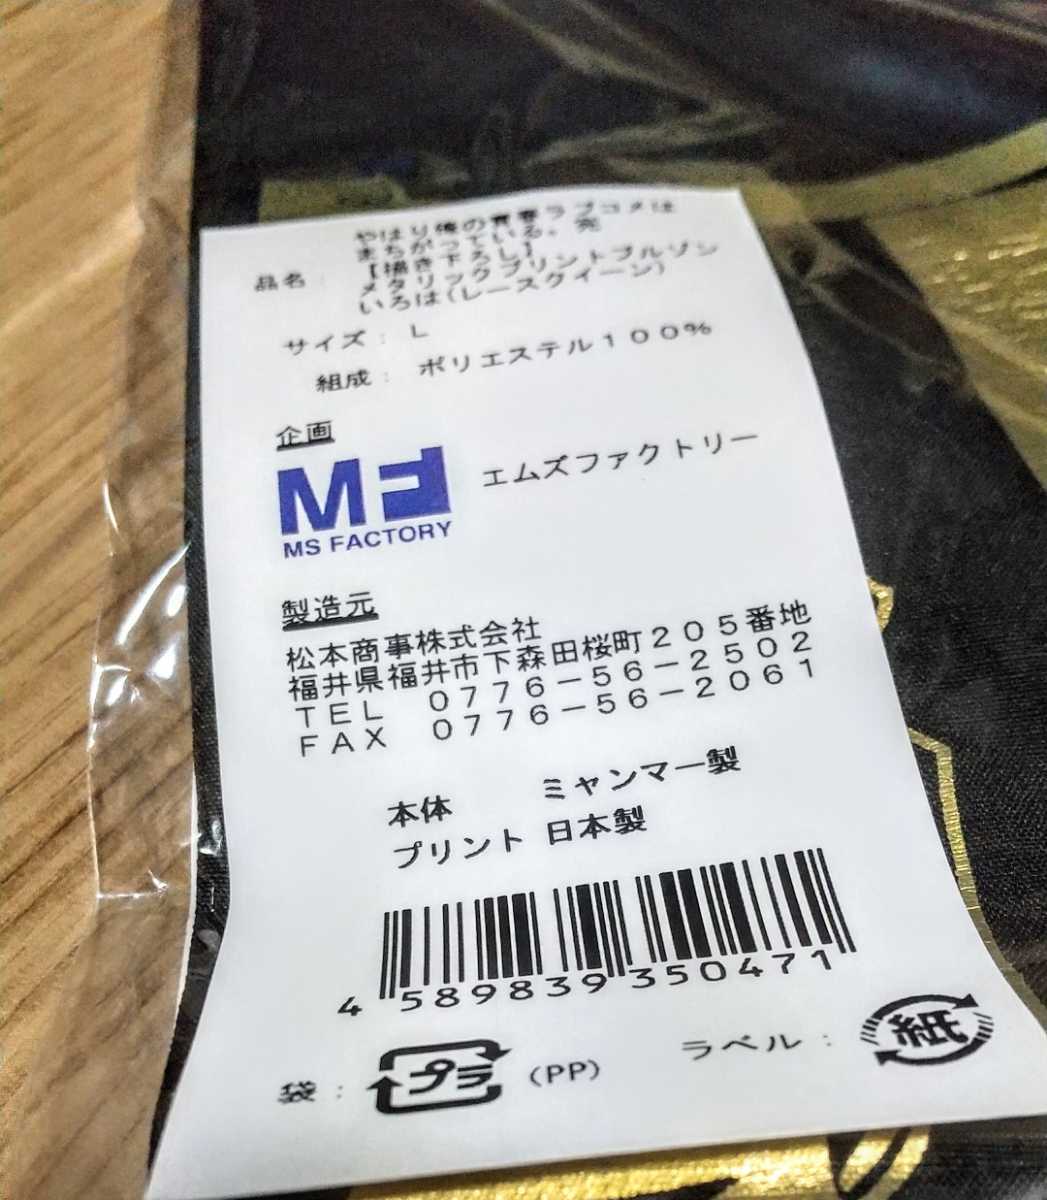 やはり俺の青春ラブコメは
まちがっている。完
【描き下ろし】
品名: メタリックプリントブルゾン
いろは(レースクイーン)
サイズ: L
組成: ポリエステル100%
企画
MF
MS FACTORY
エムズファクトリー
製造元
松本商事株式会社
福井県福井市下森田桜町205番地
TEL 0776-56-2502
FAX 0776-56-2061
本体 ミャンマー製
プリント 日本製
4 589839 350471
袋: プラ (PP) ラベル: 紙